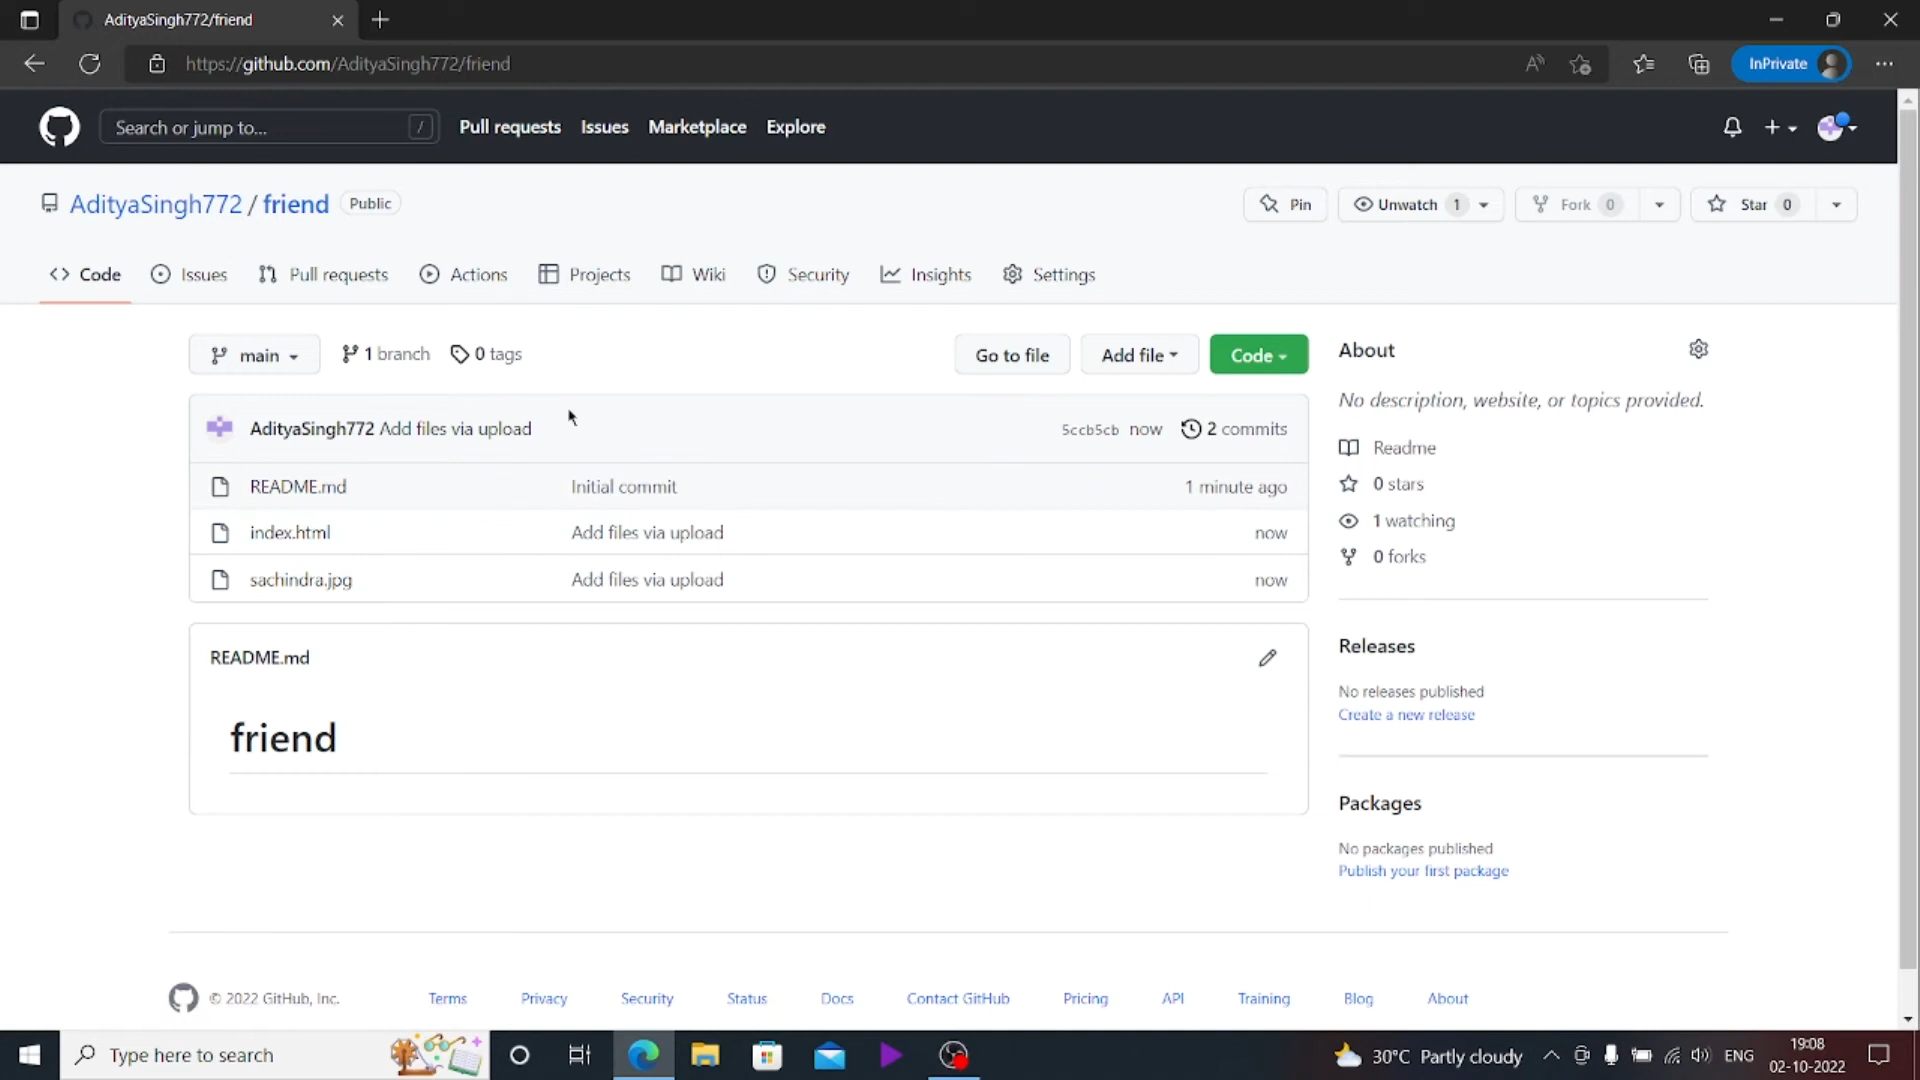 AdityaSingh772/friend
https://github.com/AdityaSingh772/friend
InPrivate
Search or jump to... /
Pull requests Issues Marketplace Explore
AdityaSingh772 / friend Public
Pin Unwatch 1 Fork 0 Star 0
Code Issues Pull requests Actions Projects Wiki Security Insights Settings
main 1 branch 0 tags Go to file Add file Code
AdityaSingh772 Add files via upload 5ccb5cb now 2 commits
README.md Initial commit 1 minute ago
index.html Add files via upload now
sachindra.jpg Add files via upload now
README.md
friend
About
No description, website, or topics provided.
Readme
0 stars
1 watching
0 forks
Releases
No releases published
Create a new release
Packages
No packages published
Publish your first package
© 2022 GitHub, Inc. Terms Privacy Security Status Docs Contact GitHub Pricing API Training Blog About
Type here to search
30°C Partly cloudy
ENG
19:08
02-10-2022